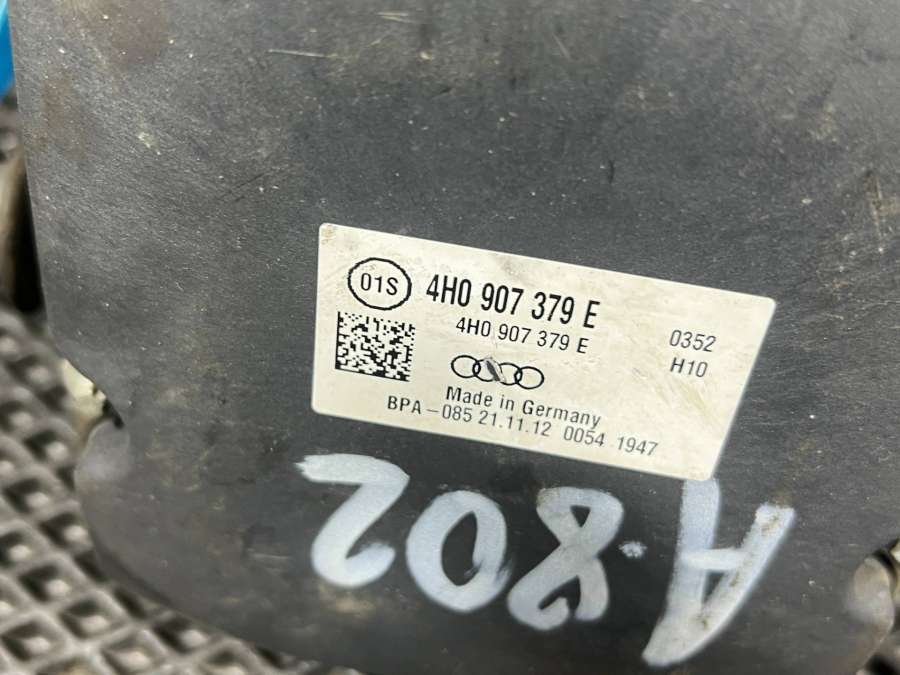 01S 4H0 907 379 E
4H0 907 379 E 0352
H10
Made in Germany
BPA-085 21.11.12 0054 1947
A.802